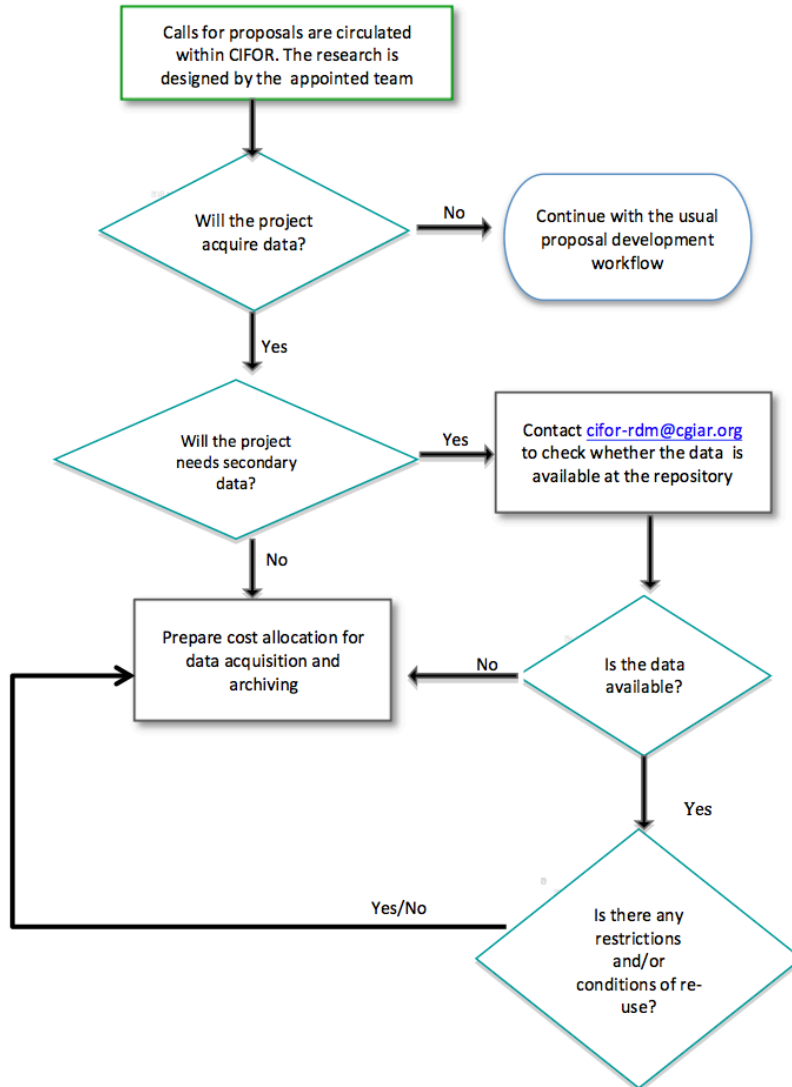 Calls for proposals are circulated
within CIFOR. The research is
designed by the appointed team
Will the project
acquire data?
No
Continue with the usual
proposal development
workflow
Yes
Will the project
needs secondary
data?
Yes
Contact cifor-rdm@cgiar.org
to check whether the data is
available at the repository
No
Prepare cost allocation for
data acquisition and
archiving
No
Is the data
available?
Yes
Yes/No
Is there any
restrictions
and/or
conditions of re-
use?